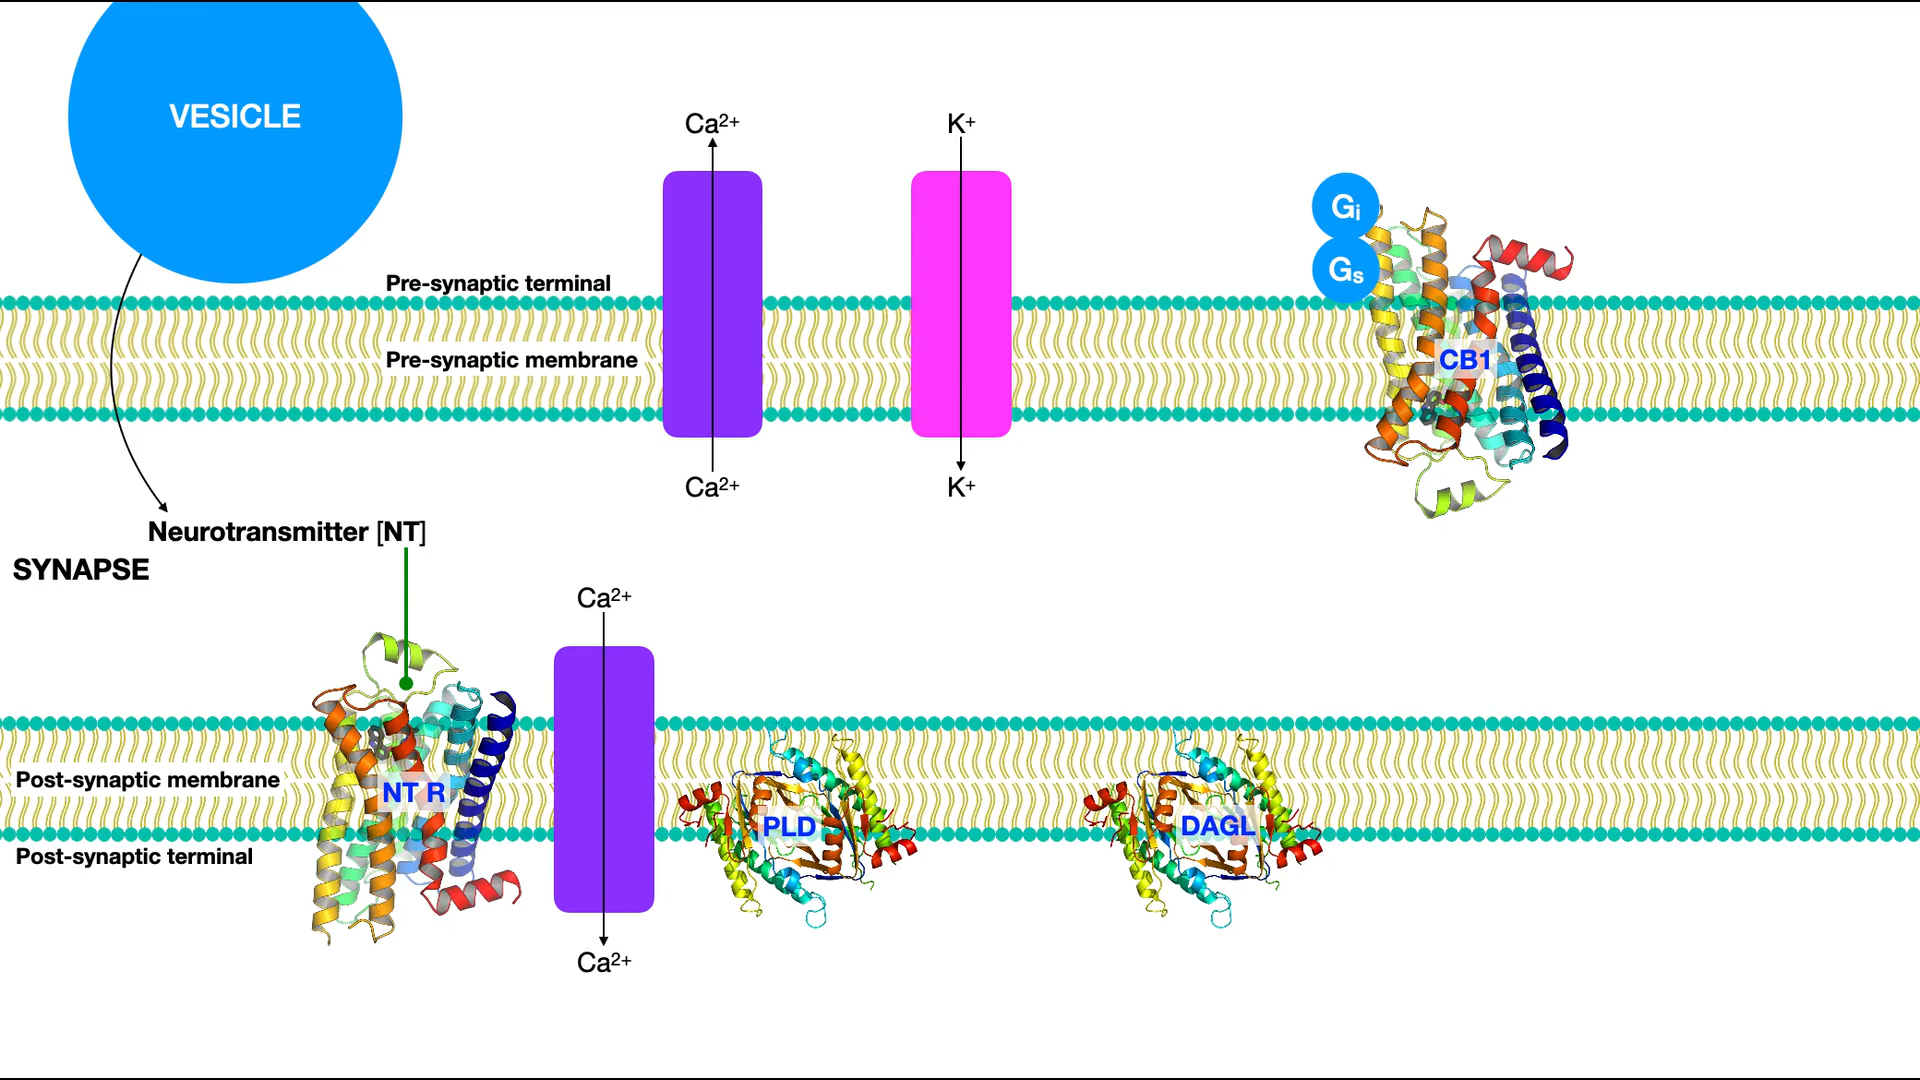 VESICLE
Ca²⁺
K⁺
Gᵢ
Gₛ
Pre-synaptic terminal
Pre-synaptic membrane
CB1
Ca²⁺
K⁺
Neurotransmitter [NT]
SYNAPSE
Ca²⁺
Post-synaptic membrane
NT R
PLD
DAGL
Post-synaptic terminal
Ca²⁺